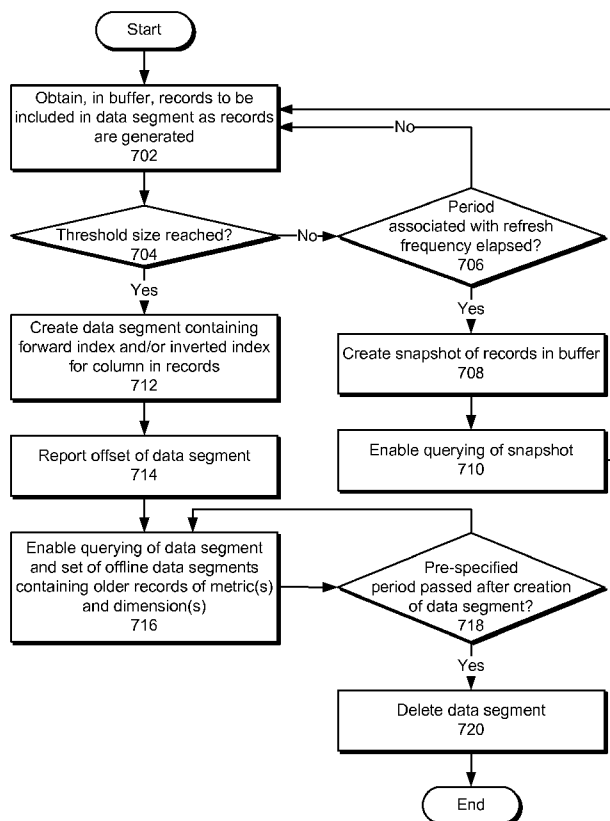 Start
Obtain, in buffer, records to be
included in data segment as records
are generated
702
No
Threshold size reached?
704
No
Period
associated with refresh
frequency elapsed?
706
Yes
Yes
Create data segment containing
forward index and/or inverted index
for column in records
712
Create snapshot of records in buffer
708
Report offset of data segment
714
Enable querying of snapshot
710
Enable querying of data segment
and set of offline data segments
containing older records of metric(s)
and dimension(s)
716
Pre-specified
period passed after creation
of data segment?
718
Yes
Delete data segment
720
End